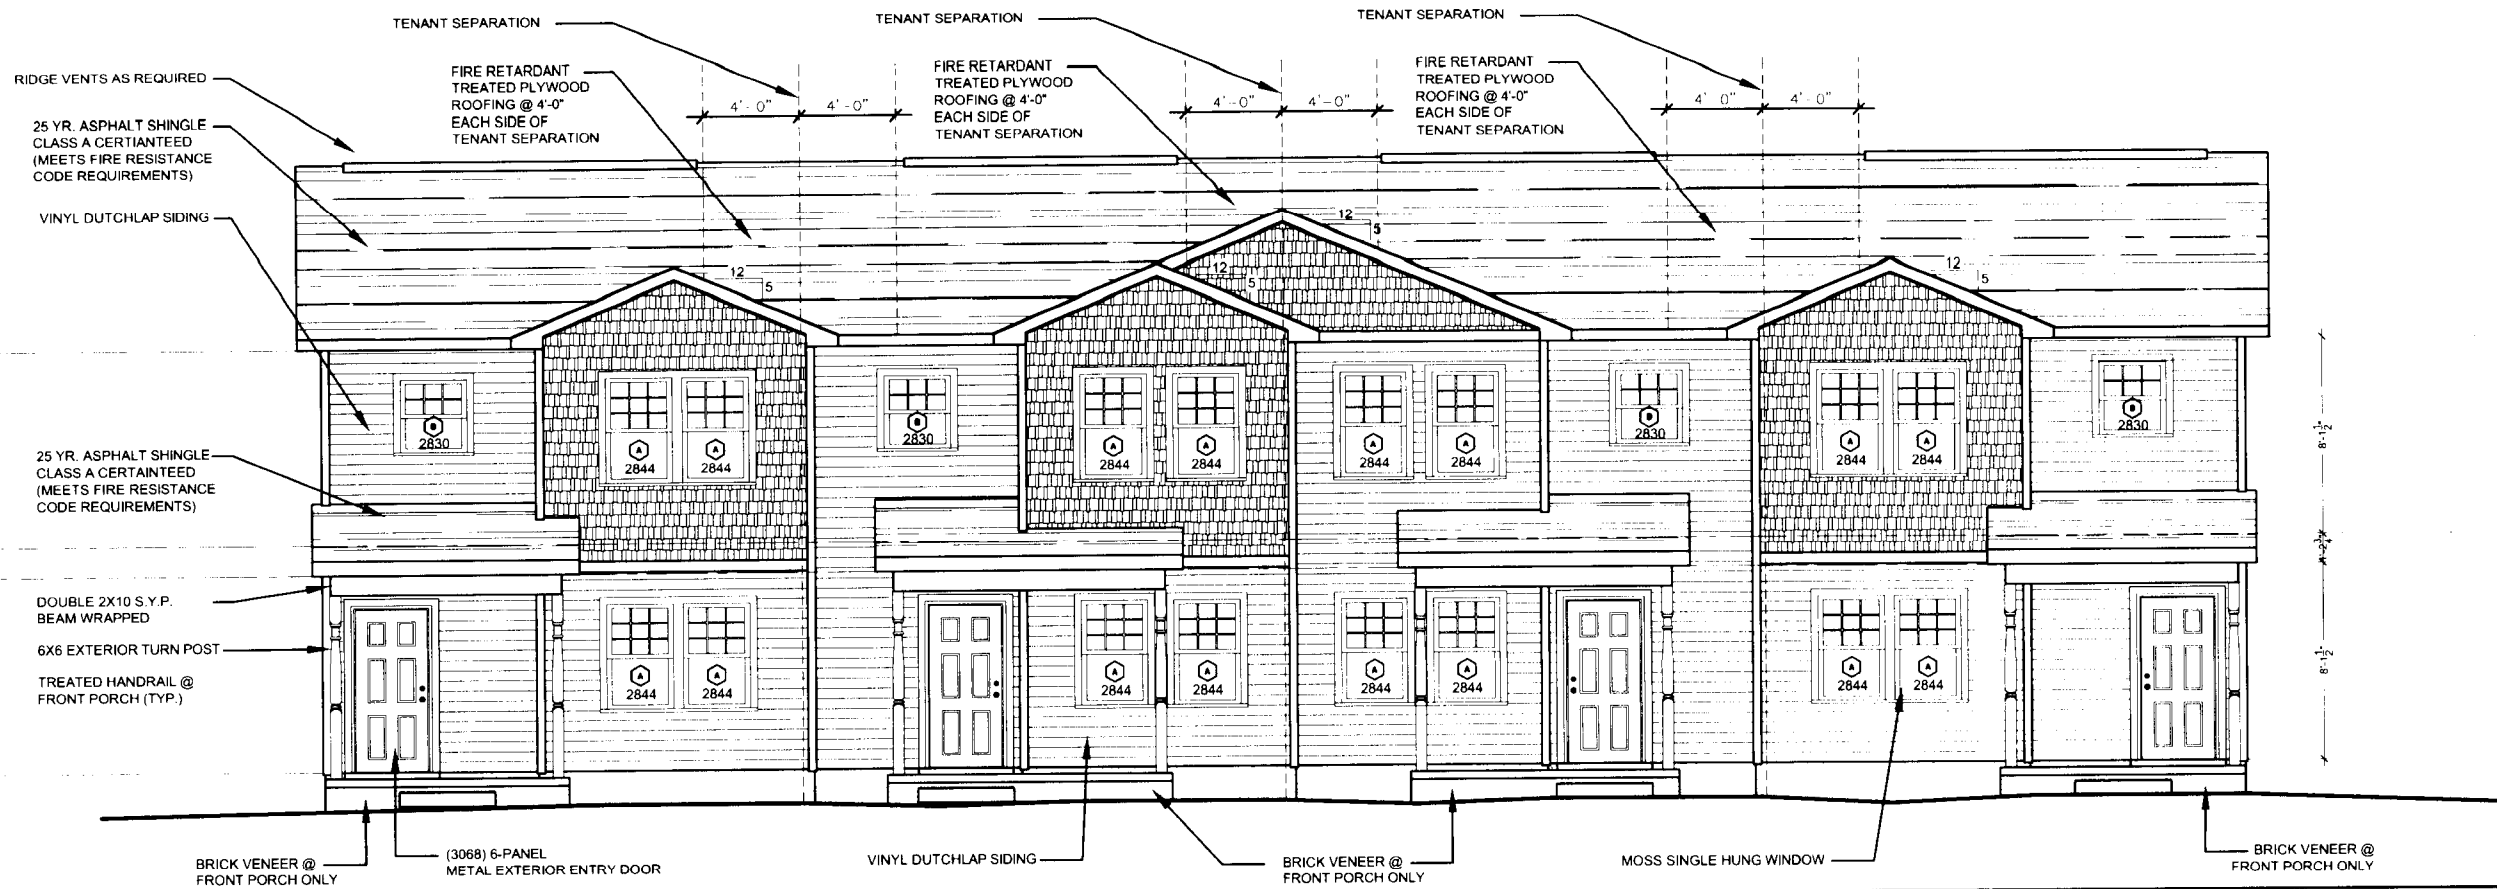 TENANT SEPARATION
TENANT SEPARATION
TENANT SEPARATION
RIDGE VENTS AS REQUIRED
FIRE RETARDANT
TREATED PLYWOOD
ROOFING @ 4'-0"
EACH SIDE OF
TENANT SEPARATION
4'-0" 4'-0"
FIRE RETARDANT
TREATED PLYWOOD
ROOFING @ 4'-0"
EACH SIDE OF
TENANT SEPARATION
4'-0" 4'-0"
FIRE RETARDANT
TREATED PLYWOOD
ROOFING @ 4'-0"
EACH SIDE OF
TENANT SEPARATION
4' 0" 4'-0"
25 YR. ASPHALT SHINGLE
CLASS A CERTIANTEED
(MEETS FIRE RESISTANCE
CODE REQUIREMENTS)
VINYL DUTCHLAP SIDING
12
5
12
5
12
5
12
5
25 YR. ASPHALT SHINGLE
CLASS A CERTAINTEED
(MEETS FIRE RESISTANCE
CODE REQUIREMENTS)
2830
A A
2844 2844
2830
A A
2844 2844
A A
2844 2844
D
2830
A A
2844 2844
2830
8'-1 1/2"
DOUBLE 2X10 S.Y.P.
BEAM WRAPPED
6X6 EXTERIOR TURN POST
TREATED HANDRAIL @
FRONT PORCH (TYP.)
A A
2844 2844
A A
2844 2844
A A
2844 2844
A A
2844 2844
8'-1 1/2"
BRICK VENEER @
FRONT PORCH ONLY
(3068) 6-PANEL
METAL EXTERIOR ENTRY DOOR
VINYL DUTCHLAP SIDING
BRICK VENEER @
FRONT PORCH ONLY
MOSS SINGLE HUNG WINDOW
BRICK VENEER @
FRONT PORCH ONLY